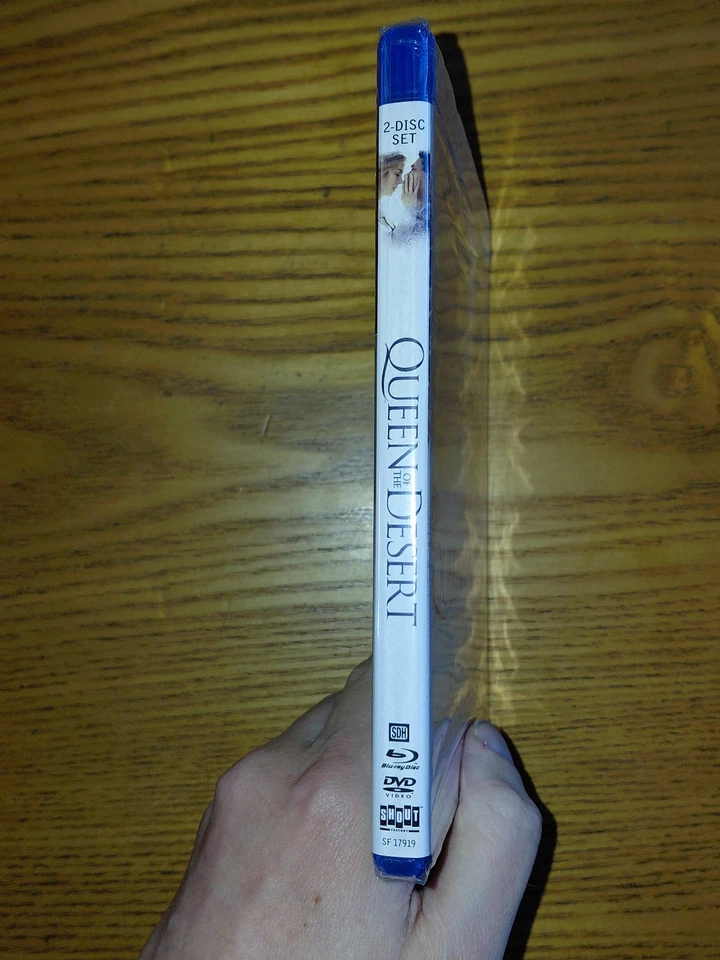 2-DISC
SET
QUEEN OF THE DESERT
SDH
Blu-ray Disc
DVD
VIDEO
SHOUT
FACTORY
SF 17919